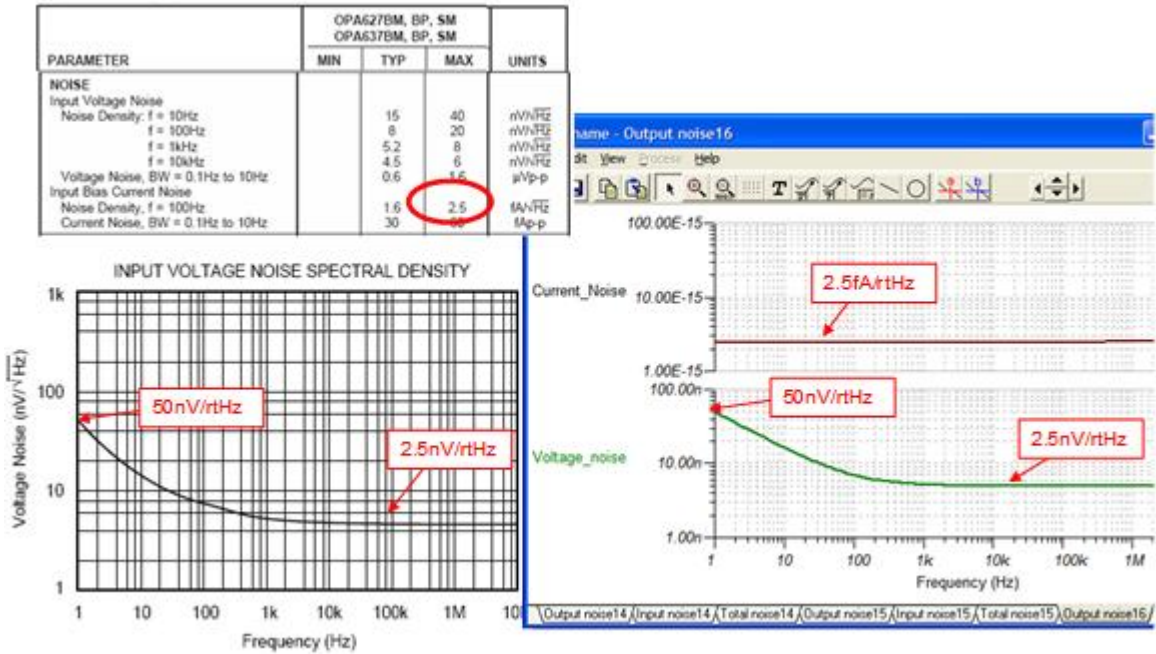 OPA627BM, BP, SM
OPA637BM, BP, SM
PARAMETER MIN TYP MAX UNITS
NOISE
Input Voltage Noise
Noise Density: f = 10Hz 15 40 nV/√Hz
f = 100Hz 8 20 nV/√Hz
f = 1kHz 5.2 8 nV/√Hz
f = 10kHz 4.5 6 nV/√Hz
Voltage Noise, BW = 0.1Hz to 10Hz 0.6 1.6 µVp-p
Input Bias Current Noise
Noise Density, f = 100Hz 1.6 2.5 fA/√Hz
Current Noise, BW = 0.1Hz to 10Hz 30 fAp-p
INPUT VOLTAGE NOISE SPECTRAL DENSITY
Voltage Noise (nV/√Hz)
1k
100
10
1
50nV/rtHz
2.5nV/rtHz
1 10 100 1k 10k 100k 1M 10
Frequency (Hz)
name - Output noise16
dit View Process Help
T
a
b
Current_Noise
100.00E-15
10.00E-15
1.00E-15
2.5fA/rtHz
Voltage_noise
100.00n
10.00n
1.00n
50nV/rtHz
2.5nV/rtHz
1 10 100 1k 10k 100k 1M
Frequency (Hz)
Output noise14 Input noise14 Total noise14 Output noise15 Input noise15 Total noise15 Output noise16